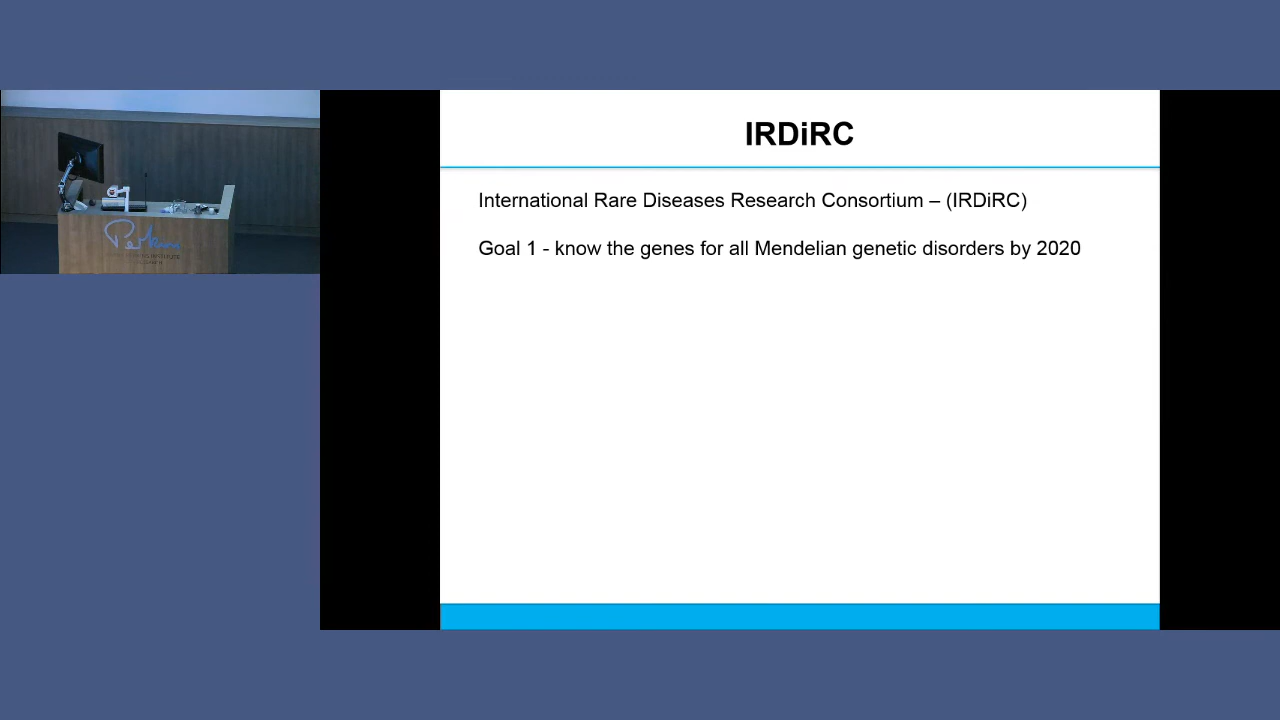 IRDiRC
International Rare Diseases Research Consortium – (IRDiRC)
Goal 1 - know the genes for all Mendelian genetic disorders by 2020
Perkins